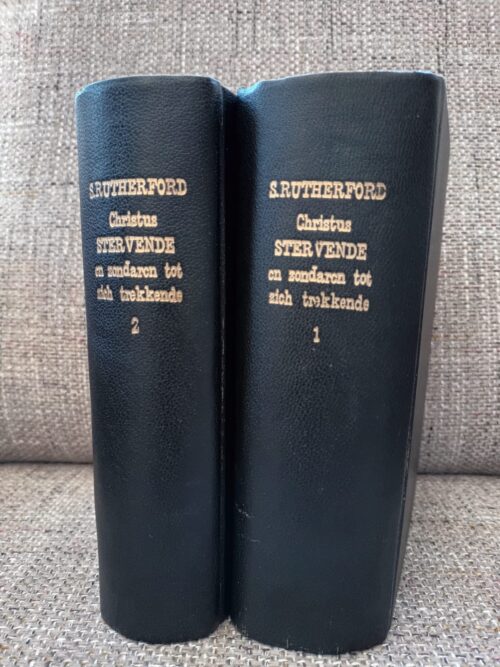 S.RUTHERFORD
Christus
STERVENDE
en zondaren tot
zich trekkende
2
S.RUTHERFORD
Christus
STERVENDE
en zondaren tot
zich trekkende
1